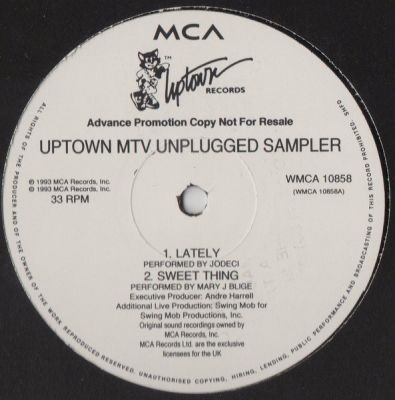 MCA
TM
Uptown
RECORDS
Advance Promotion Copy Not For Resale
UPTOWN MTV UNPLUGGED SAMPLER
℗ 1993 MCA Records, Inc.
© 1993 MCA Records, Inc.
33 RPM
WMCA 10858
(WMCA 10858A)
1. LATELY
PERFORMED BY JODECI
2. SWEET THING
PERFORMED BY MARY J BLIGE
Executive Producer: Andre Harrell
Additional Live Production: Swing Mob for
Swing Mob Productions, Inc.
Original sound recordings owned by
MCA Records, Inc.
MCA Records Ltd. are the exclusive
licensees for the UK
ALL RIGHTS OF THE PRODUCER AND OF THE OWNER OF THE WORK REPRODUCED RESERVED. UNAUTHORISED COPYING, HIRING, LENDING, PUBLIC PERFORMANCE AND BROADCASTING OF THIS RECORD PROHIBITED.